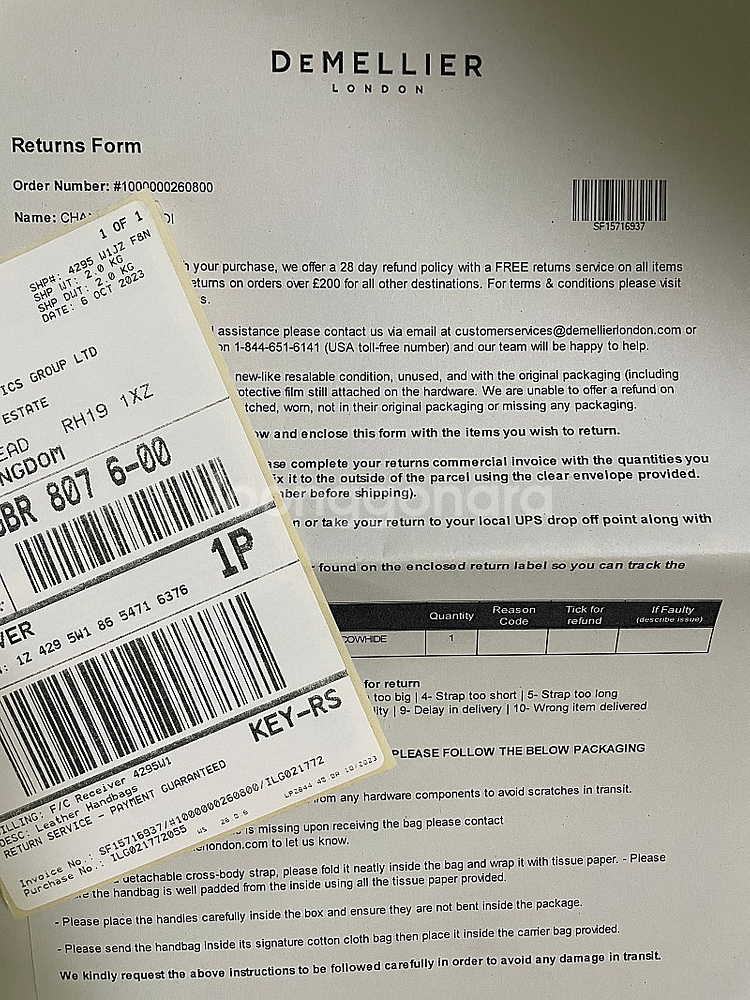 DEMELLIER
LONDON
Returns Form
Order Number: #1000000260800
Name: CHA
SF15716937
your purchase, we offer a 28 day refund policy with a FREE returns service on all items
eturns on orders over £200 for all other destinations. For terms & conditions please visit
s.
assistance please contact us via email at customerservices@demellierlondon.com or
on 1-844-651-6141 (USA toll-free number) and our team will be happy to help.
new-like resalable condition, unused, and with the original packaging (including
otective film still attached on the hardware. We are unable to offer a refund on
tched, worn, not in their original packaging or missing any packaging.
ow and enclose this form with the items you wish to return.
ase complete your returns commercial invoice with the quantities you
x it to the outside of the parcel using the clear envelope provided.
ber before shipping).
n or take your return to your local UPS drop off point along with
found on the enclosed return label so you can track the
Quantity Reason Code Tick for refund If Faulty (describe issue)
COWHIDE 1
for return
too big | 4- Strap too short | 5- Strap too long
lity | 9- Delay in delivery | 10- Wrong item delivered
PLEASE FOLLOW THE BELOW PACKAGING
from any hardware components to avoid scratches in transit.
is missing upon receiving the bag please contact
erlondon.com to let us know.
detachable cross-body strap, please fold it neatly inside the bag and wrap it with tissue paper. - Please
the handbag is well padded from the inside using all the tissue paper provided.
- Please place the handles carefully inside the box and ensure they are not bent inside the package.
- Please send the handbag inside its signature cotton cloth bag then place it inside the carrier bag provided.
We kindly request the above instructions to be followed carefully in order to avoid any damage in transit.
1 OF 1
SHP#: 4295 W1JZ F8N
SHP WT: 2.0 KG
SHP DWT: 2.0 KG
DATE: 6 OCT 2023
ICS GROUP LTD
ESTATE
EAD RH19 1XZ
NGDOM
GBR 807 6-00
1P
VER
: 1Z 429 5W1 86 5471 6376
KEY-RS
ILLING: F/C Receiver 4295W1
DESC: Leather Handbags
RETURN SERVICE - PAYMENT GUARANTEED
Invoice No.: SF15716937/#1000000260800/ILG021772
Purchase No.: ILG021772055
10/2023